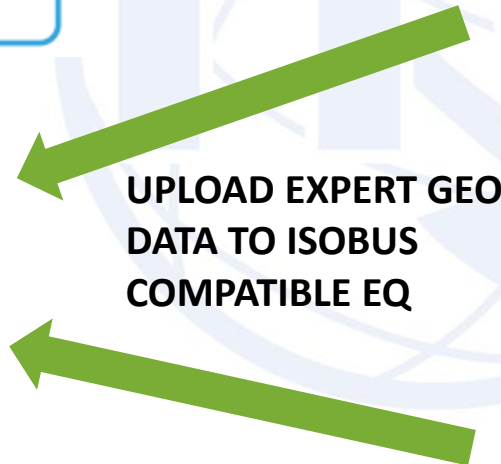 UPLOAD EXPERT GEO
DATA TO ISOBUS
COMPATIBLE EQ